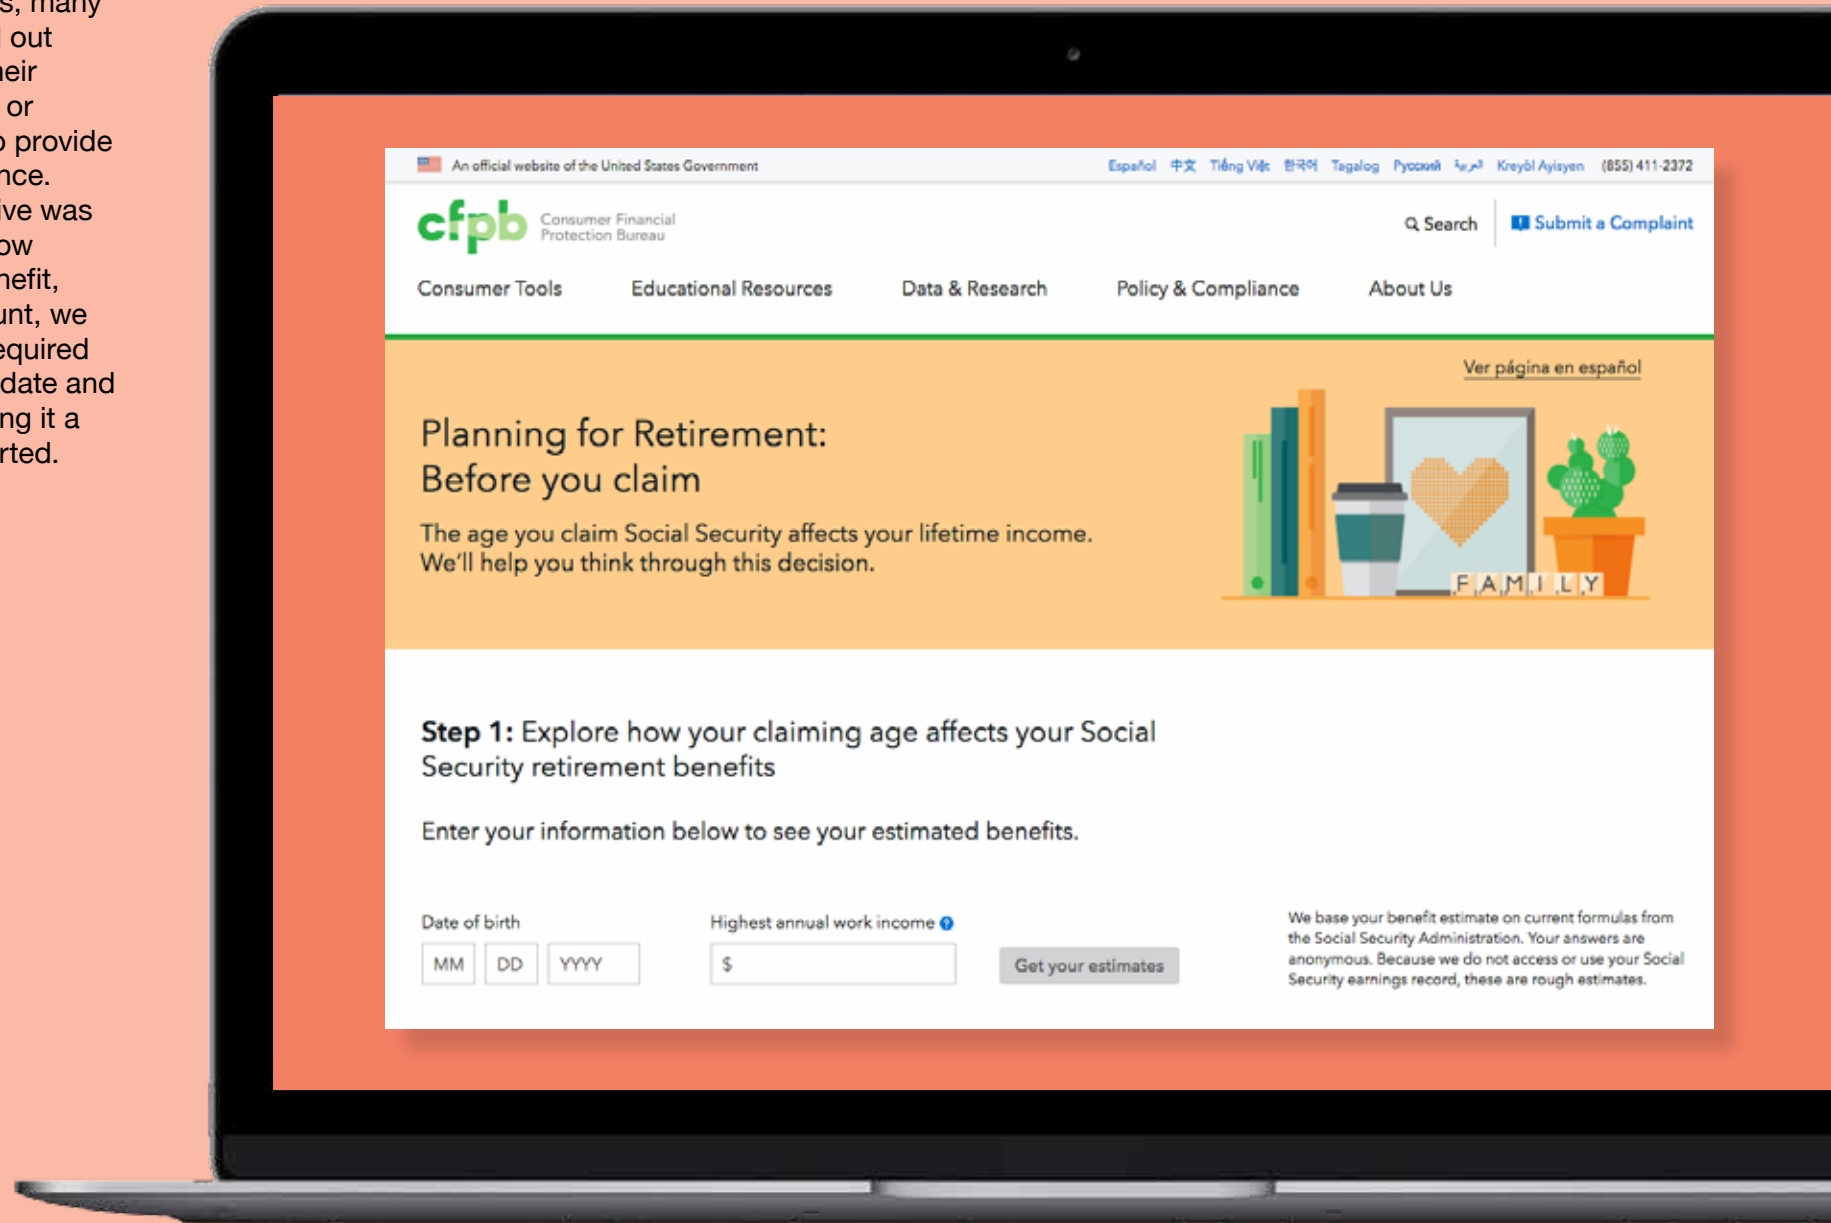 s, many
out
heir
or
provide
nce.
ive was
ow
nefit,
unt, we
equired
date and
ng it a
rted.
An official website of the United States Government
Español 中文 Tiếng Việt 한국어 Tagalog Русский العربية Kreyòl Ayisyen (855) 411-2372
cfpb Consumer Financial
Protection Bureau
Search Submit a Complaint
Consumer Tools Educational Resources Data & Research Policy & Compliance About Us
Ver página en español
Planning for Retirement:
Before you claim
The age you claim Social Security affects your lifetime income.
We'll help you think through this decision.
FAMILY
Step 1: Explore how your claiming age affects your Social
Security retirement benefits
Enter your information below to see your estimated benefits.
Date of birth Highest annual work income ?
MM DD YYYY $ Get your estimates
We base your benefit estimate on current formulas from
the Social Security Administration. Your answers are
anonymous. Because we do not access or use your Social
Security earnings record, these are rough estimates.